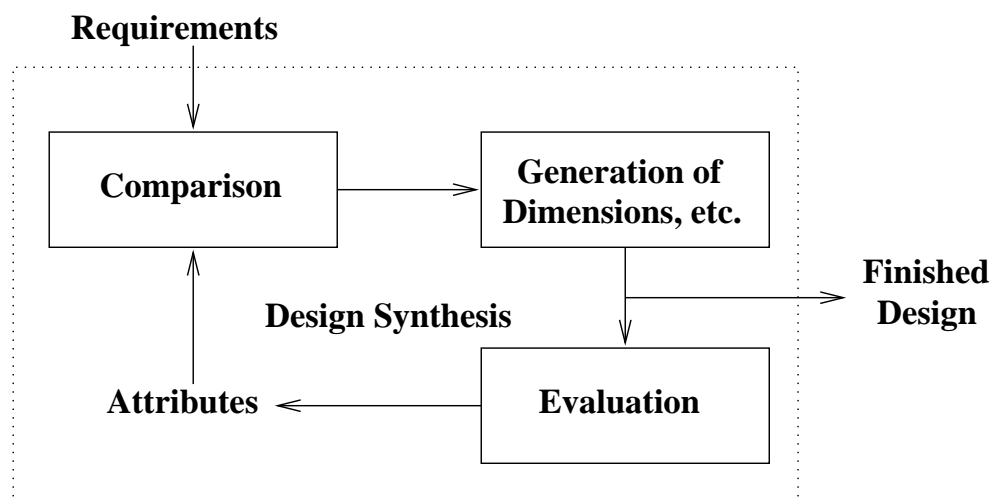 Requirements
Comparison
Generation of
Dimensions, etc.
Finished
Design
Design Synthesis
Attributes
Evaluation